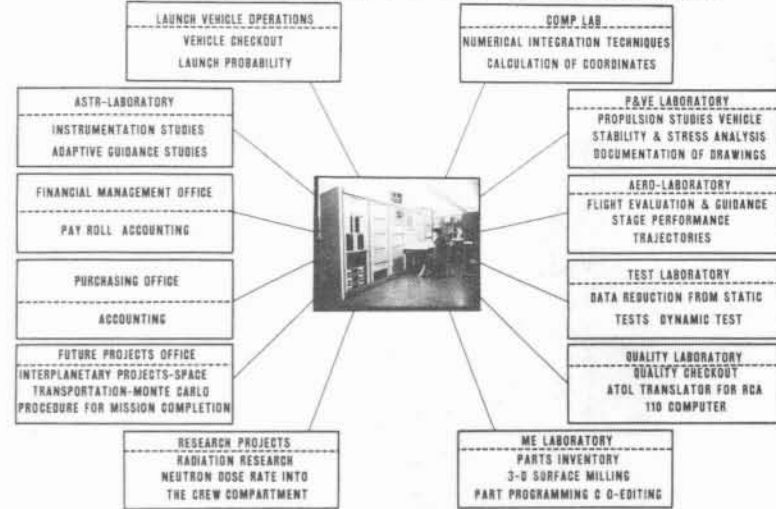 LAUNCH VEHICLE OPERATIONS
VEHICLE CHECKOUT
LAUNCH PROBABILITY
COMP LAB
NUMERICAL INTEGRATION TECHNIQUES
CALCULATION OF COORDINATES
ASTR-LABORATORY
INSTRUMENTATION STUDIES
ADAPTIVE GUIDANCE STUDIES
P&VE LABORATORY
PROPULSION STUDIES VEHICLE
STABILITY & STRESS ANALYSIS
DOCUMENTATION OF DRAWINGS
FINANCIAL MANAGEMENT OFFICE
PAY ROLL ACCOUNTING
AERO-LABORATORY
FLIGHT EVALUATION & GUIDANCE
STAGE PERFORMANCE
TRAJECTORIES
PURCHASING OFFICE
ACCOUNTING
TEST LABORATORY
DATA REDUCTION FROM STATIC
TESTS DYNAMIC TEST
FUTURE PROJECTS OFFICE
INTERPLANETARY PROJECTS-SPACE
TRANSPORTATION-MONTE CARLO
PROCEDURE FOR MISSION COMPLETION
QUALITY LABORATORY
QUALITY CHECKOUT
ATOL TRANSLATOR FOR RCA
110 COMPUTER
RESEARCH PROJECTS
RADIATION RESEARCH
NEUTRON DOSE RATE INTO
THE CREW COMPARTMENT
ME LABORATORY
PARTS INVENTORY
3-D SURFACE MILLING
PART PROGRAMMING C O-EDITING